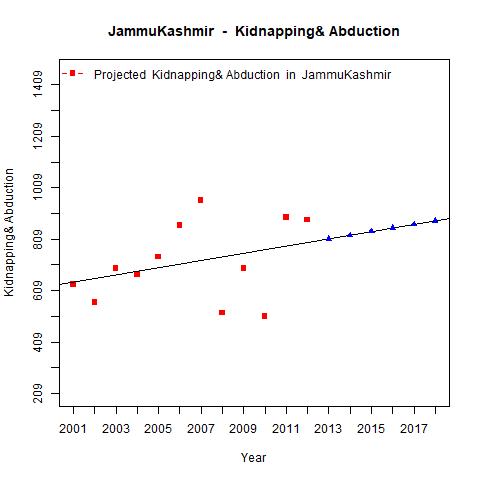 JammuKashmir - Kidnapping& Abduction
Projected Kidnapping& Abduction in JammuKashmir
Kidnapping& Abduction
1409
1209
1009
809
609
409
209
2001 2003 2005 2007 2009 2011 2013 2015 2017
Year